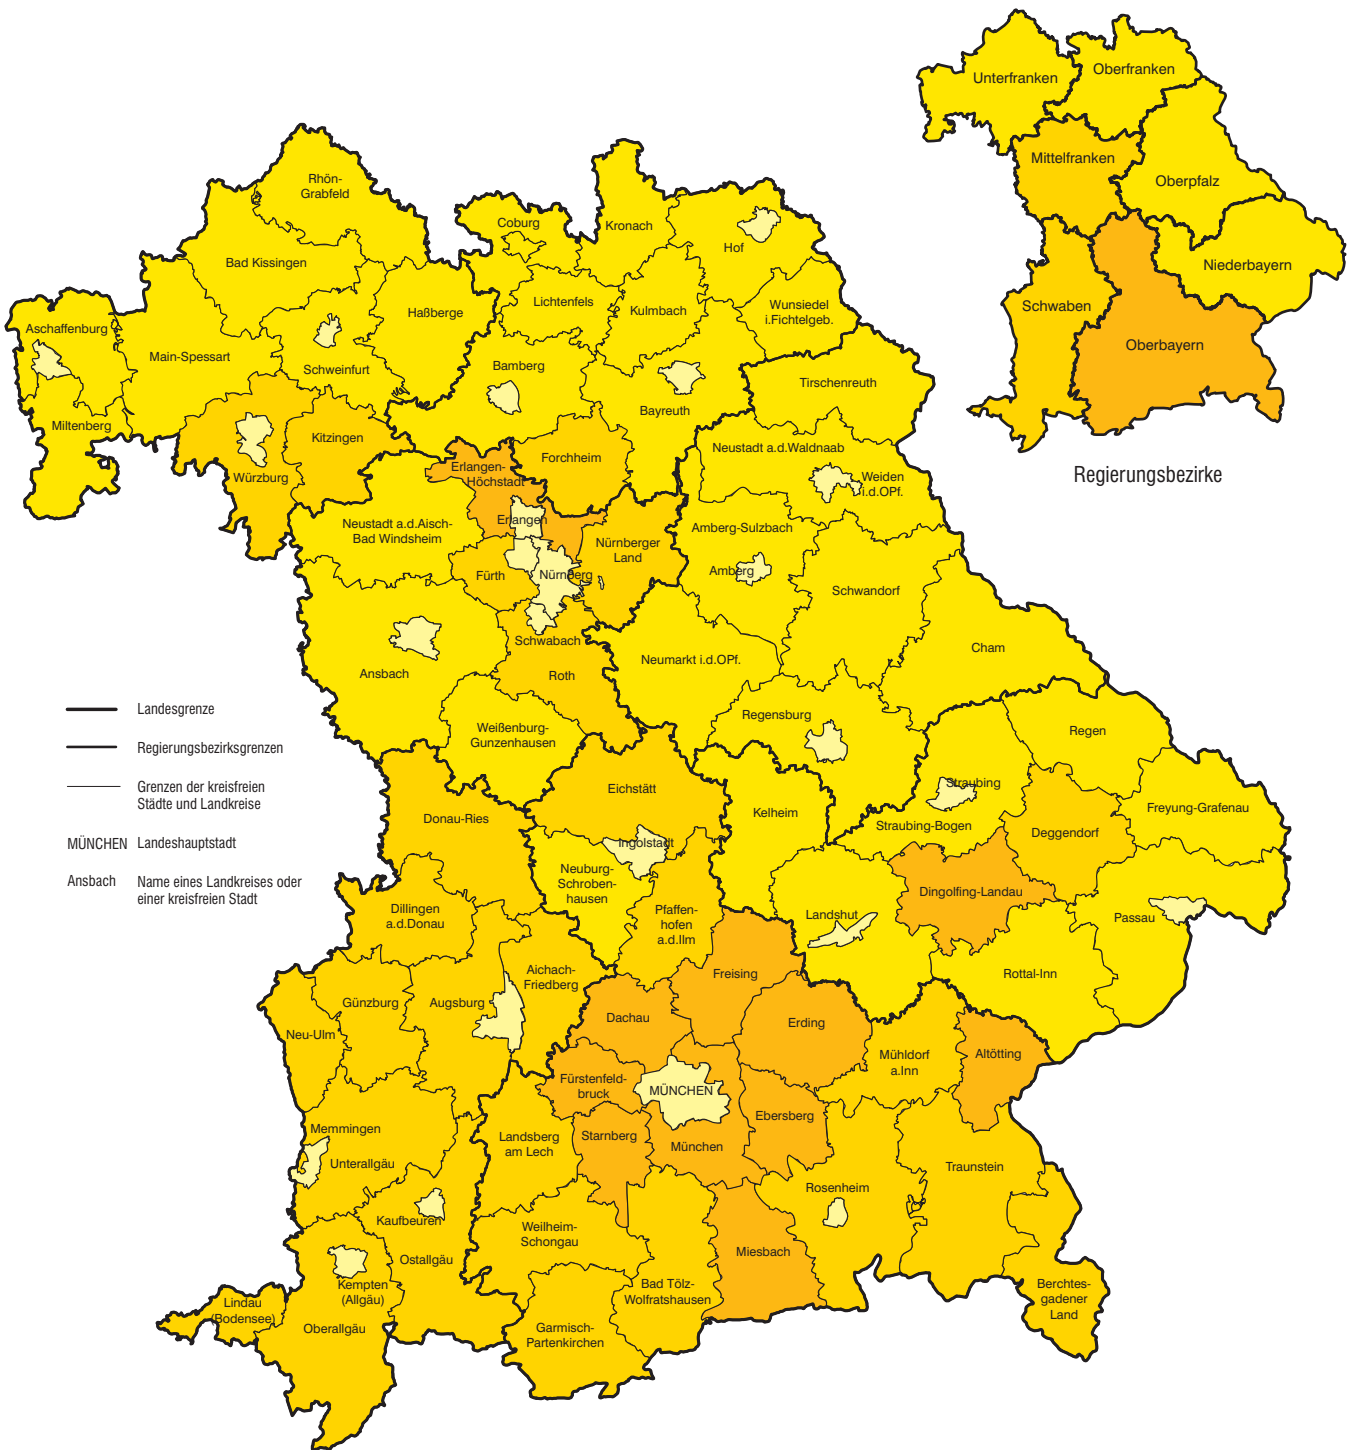 Unterfranken
Oberfranken
Mittelfranken
Oberpfalz
Niederbayern
Schwaben
Oberbayern
Regierungsbezirke
Rhön-
Grabfeld
Coburg
Kronach
Hof
Bad Kissingen
Lichtenfels
Kulmbach
Wunsiedel
i.Fichtelgeb.
Haßberge
Aschaffenburg
Main-Spessart
Schweinfurt
Bamberg
Tirschenreuth
Bayreuth
Miltenberg
Kitzingen
Würzburg
Forchheim
Neustadt a.d.Waldnaab
Erlangen-
Höchstadt
Weiden
i.d.OPf.
Erlangen
Neustadt a.d.Aisch-
Bad Windsheim
Nürnberger
Land
Amberg-Sulzbach
Fürth
Nürnberg
Amberg
Schwandorf
Schwabach
Cham
Ansbach
Roth
Neumarkt i.d.OPf.
Landesgrenze
Regierungsbezirksgrenzen
Grenzen der kreisfreien
Städte und Landkreise
MÜNCHEN Landeshauptstadt
Ansbach Name eines Landkreises oder
einer kreisfreien Stadt
Weißenburg-
Gunzenhausen
Regensburg
Regen
Eichstätt
Straubing
Kelheim
Freyung-Grafenau
Donau-Ries
Straubing-Bogen
Deggendorf
Ingolstadt
Neuburg-
Schroben-
hausen
Dingolfing-Landau
Dillingen
a.d.Donau
Pfaffen-
hofen
a.d.Ilm
Landshut
Passau
Aichach-
Friedberg
Freising
Rottal-Inn
Günzburg
Augsburg
Dachau
Erding
Neu-Ulm
Mühldorf
a.Inn
Altötting
Fürstenfeld-
bruck
MÜNCHEN
Ebersberg
Memmingen
Landsberg
am Lech
Starnberg
München
Unterallgäu
Traunstein
Rosenheim
Kaufbeuren
Weilheim-
Schongau
Ostallgäu
Miesbach
Kempten
(Allgäu)
Bad Tölz-
Wolfratshausen
Berchtes-
gadener
Land
Lindau
(Bodensee)
Oberallgäu
Garmisch-
Partenkirchen